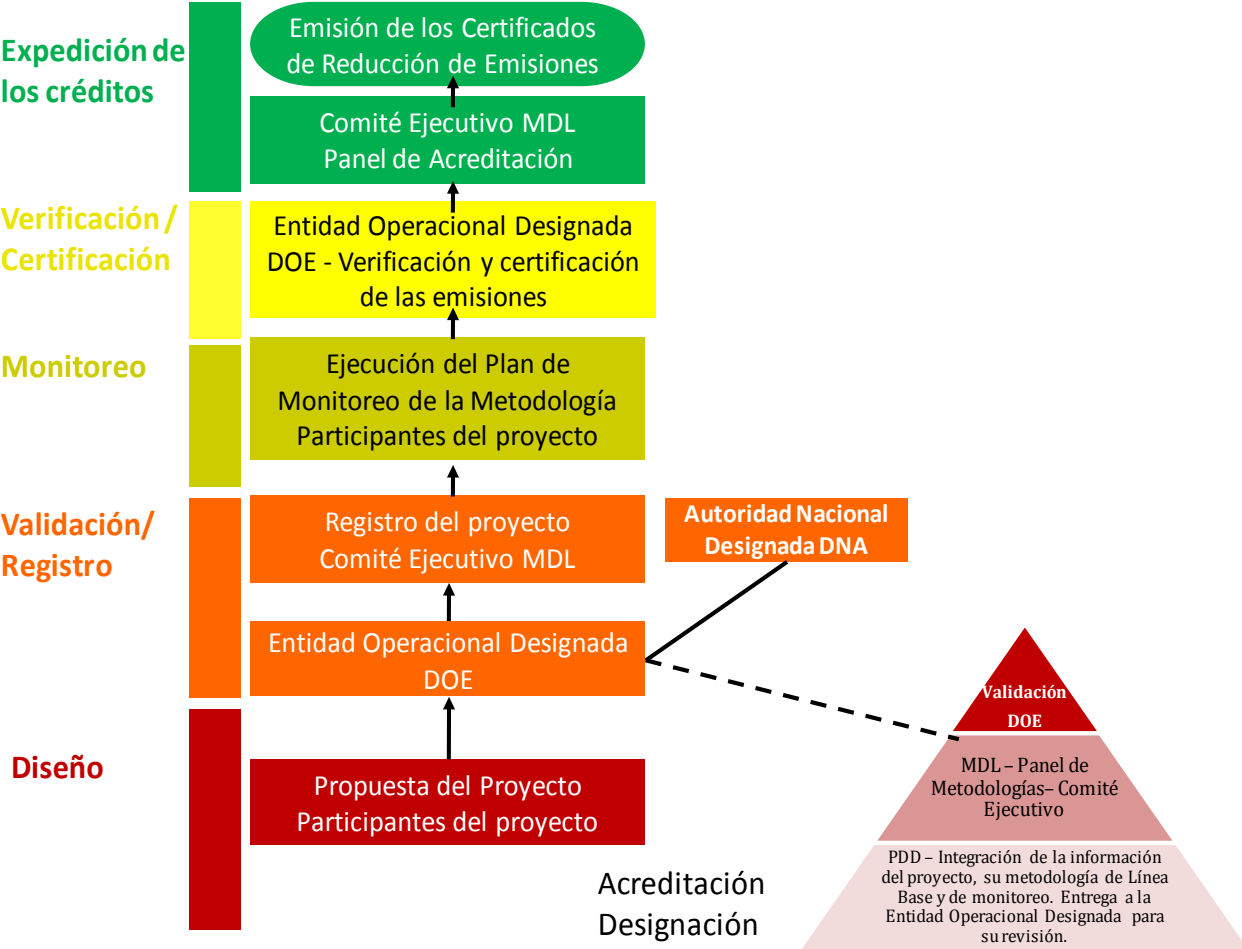 Expedición de
los créditos
Emisión de los Certificados
de Reducción de Emisiones
Comité Ejecutivo MDL
Panel de Acreditación
Verificación /
Certificación
Entidad Operacional Designada
DOE - Verificación y certificación
de las emisiones
Monitoreo
Ejecución del Plan de
Monitoreo de la Metodología
Participantes del proyecto
Validación/
Registro
Registro del proyecto
Comité Ejecutivo MDL
Autoridad Nacional
Designada DNA
Entidad Operacional Designada
DOE
Diseño
Propuesta del Proyecto
Participantes del proyecto
Validación
DOE
MDL – Panel de
Metodologías– Comité
Ejecutivo
PDD – Integración de la información
del proyecto, su metodología de Línea
Base y de monitoreo. Entrega a la
Entidad Operacional Designada para
su revisión.
Acreditación
Designación